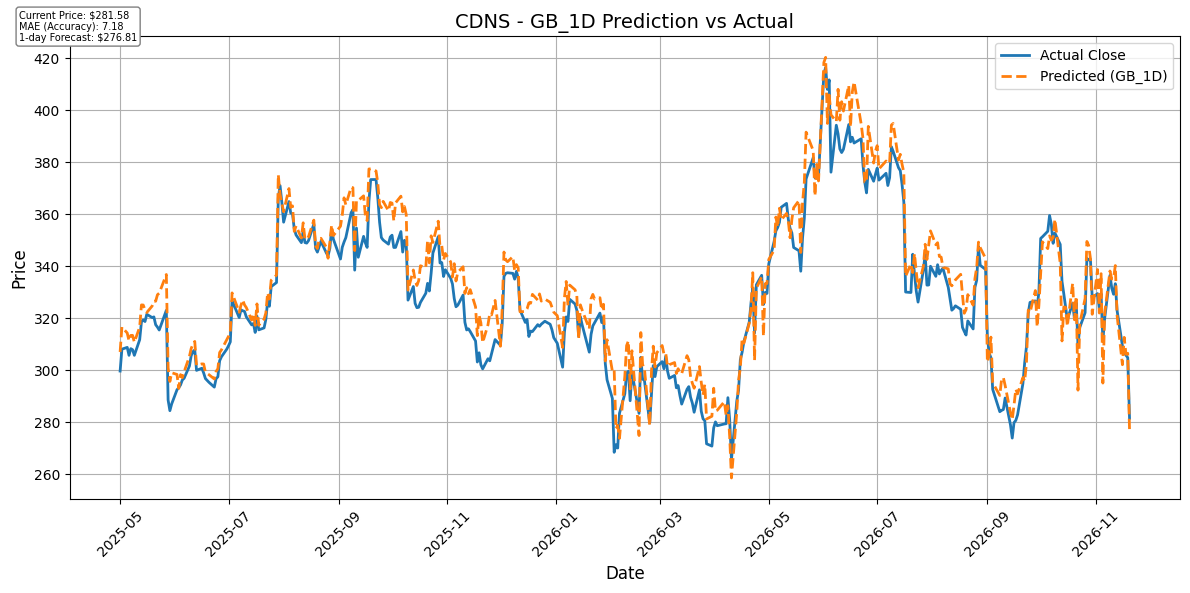 CDNS - GB_1D Prediction vs Actual
Current Price: $281.58
MAE (Accuracy): 7.18
1-day Forecast: $276.81
Actual Close
Predicted (GB_1D)
Price
420
400
380
360
340
320
300
280
260
2025-05
2025-07
2025-09
2025-11
2026-01
2026-03
2026-05
2026-07
2026-09
2026-11
Date